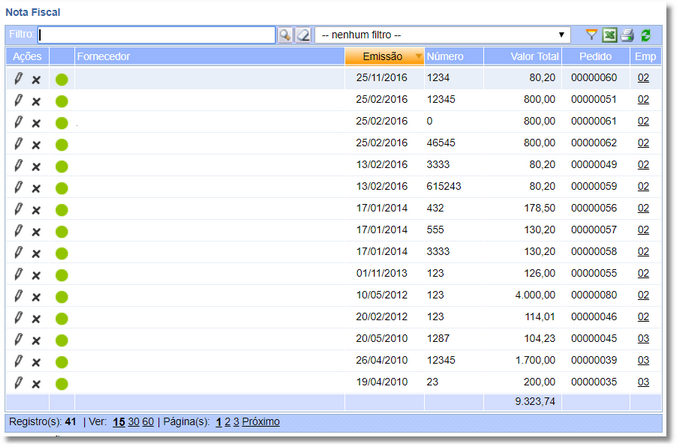 Nota Fiscal
Filtro: -- nenhum filtro --
Ações Fornecedor Emissão Número Valor Total Pedido Emp
25/11/2016 1234 80,20 00000060 02
25/02/2016 12345 800,00 00000051 02
25/02/2016 0 800,00 00000061 02
25/02/2016 46545 800,00 00000062 02
13/02/2016 3333 80,20 00000049 02
13/02/2016 615243 80,20 00000059 02
17/01/2014 432 178,50 00000056 02
17/01/2014 555 130,20 00000057 02
17/01/2014 3333 130,20 00000058 02
01/11/2013 123 126,00 00000055 02
10/05/2012 123 4.000,00 00000080 02
20/02/2012 123 114,01 00000046 02
20/05/2010 1287 104,23 00000045 03
26/04/2010 12345 1.700,00 00000039 03
19/04/2010 23 200,00 00000035 03
9.323,74
Registro(s): 41 | Ver: 15 30 60 | Página(s): 1 2 3 Próximo